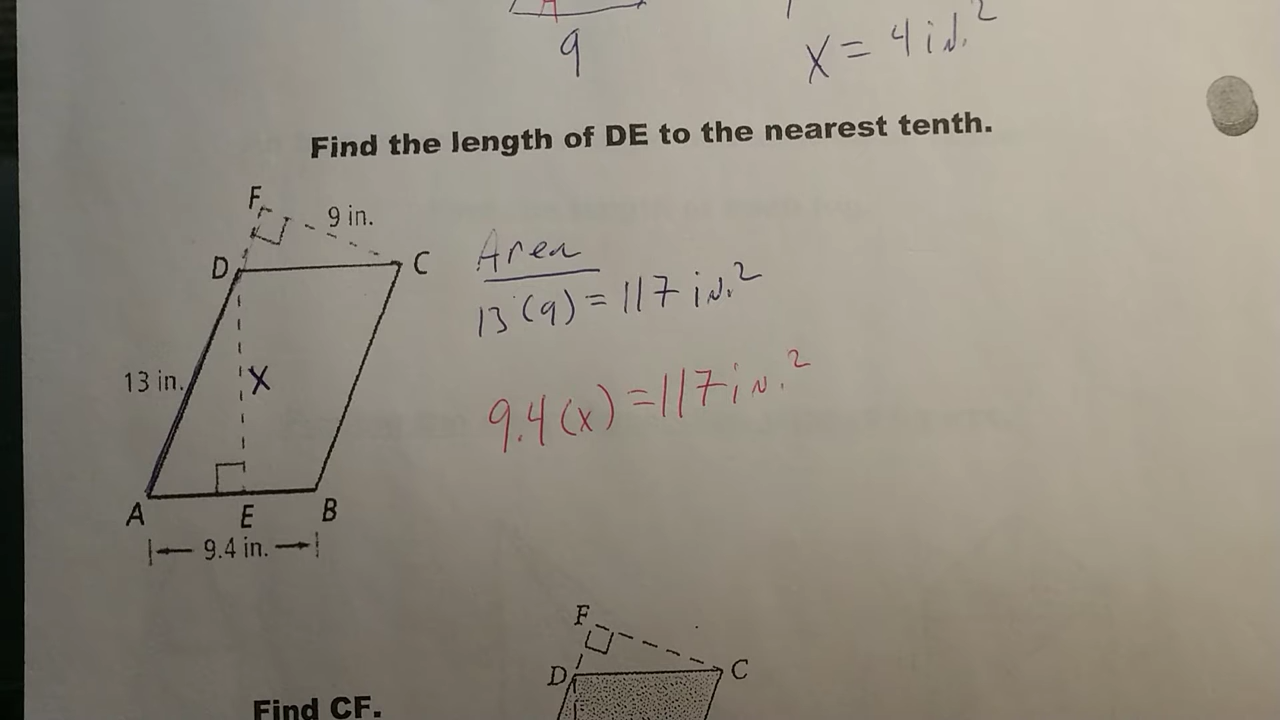 9
x = 4 in.²
Find the length of DE to the nearest tenth.
F
9 in.
D
C
Area
13(9) = 117 in.²
13 in.
X
9.4(x) = 117 in.²
A
E
B
9.4 in.
F
D
C
Find CF.